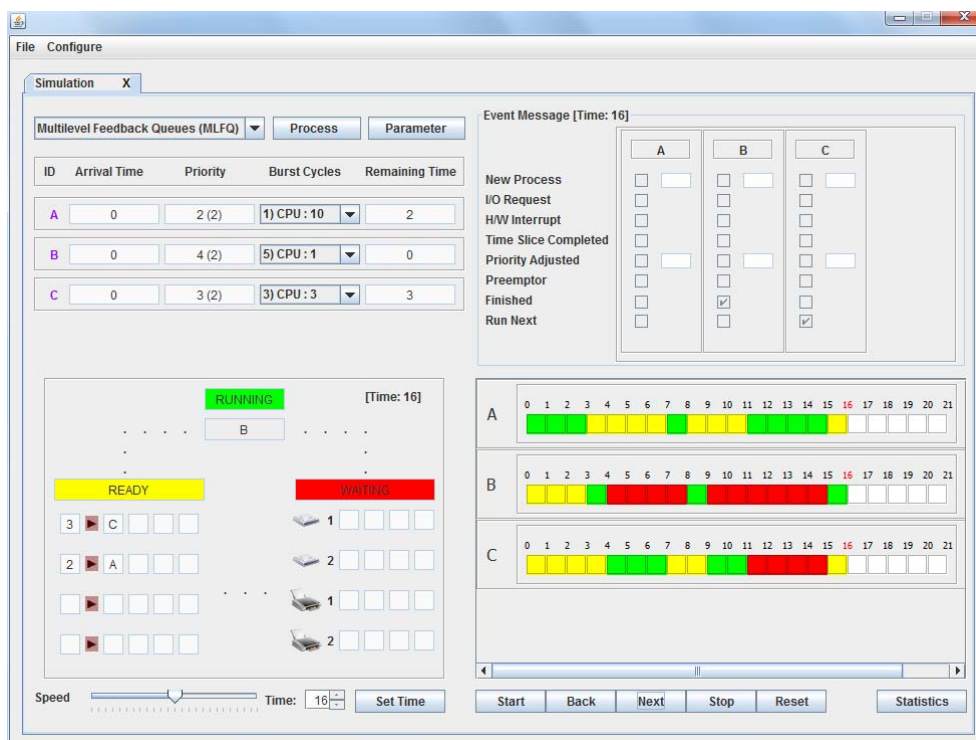 File Configure
Simulation X
Multilevel Feedback Queues (MLFQ) Process Parameter
ID Arrival Time Priority Burst Cycles Remaining Time
A 0 2 (2) 1) CPU : 10 2
B 0 4 (2) 5) CPU : 1 0
C 0 3 (2) 3) CPU : 3 3
Event Message [Time: 16]
A B C
New Process
I/O Request
H/W Interrupt
Time Slice Completed
Priority Adjusted
Preemptor
Finished
Run Next
RUNNING [Time: 16]
B
READY WAITING
3 C 1
2 A 2
1
2
A 0 1 2 3 4 5 6 7 8 9 10 11 12 13 14 15 16 17 18 19 20 21
B 0 1 2 3 4 5 6 7 8 9 10 11 12 13 14 15 16 17 18 19 20 21
C 0 1 2 3 4 5 6 7 8 9 10 11 12 13 14 15 16 17 18 19 20 21
Speed Time: 16 Set Time
Start Back Next Stop Reset Statistics